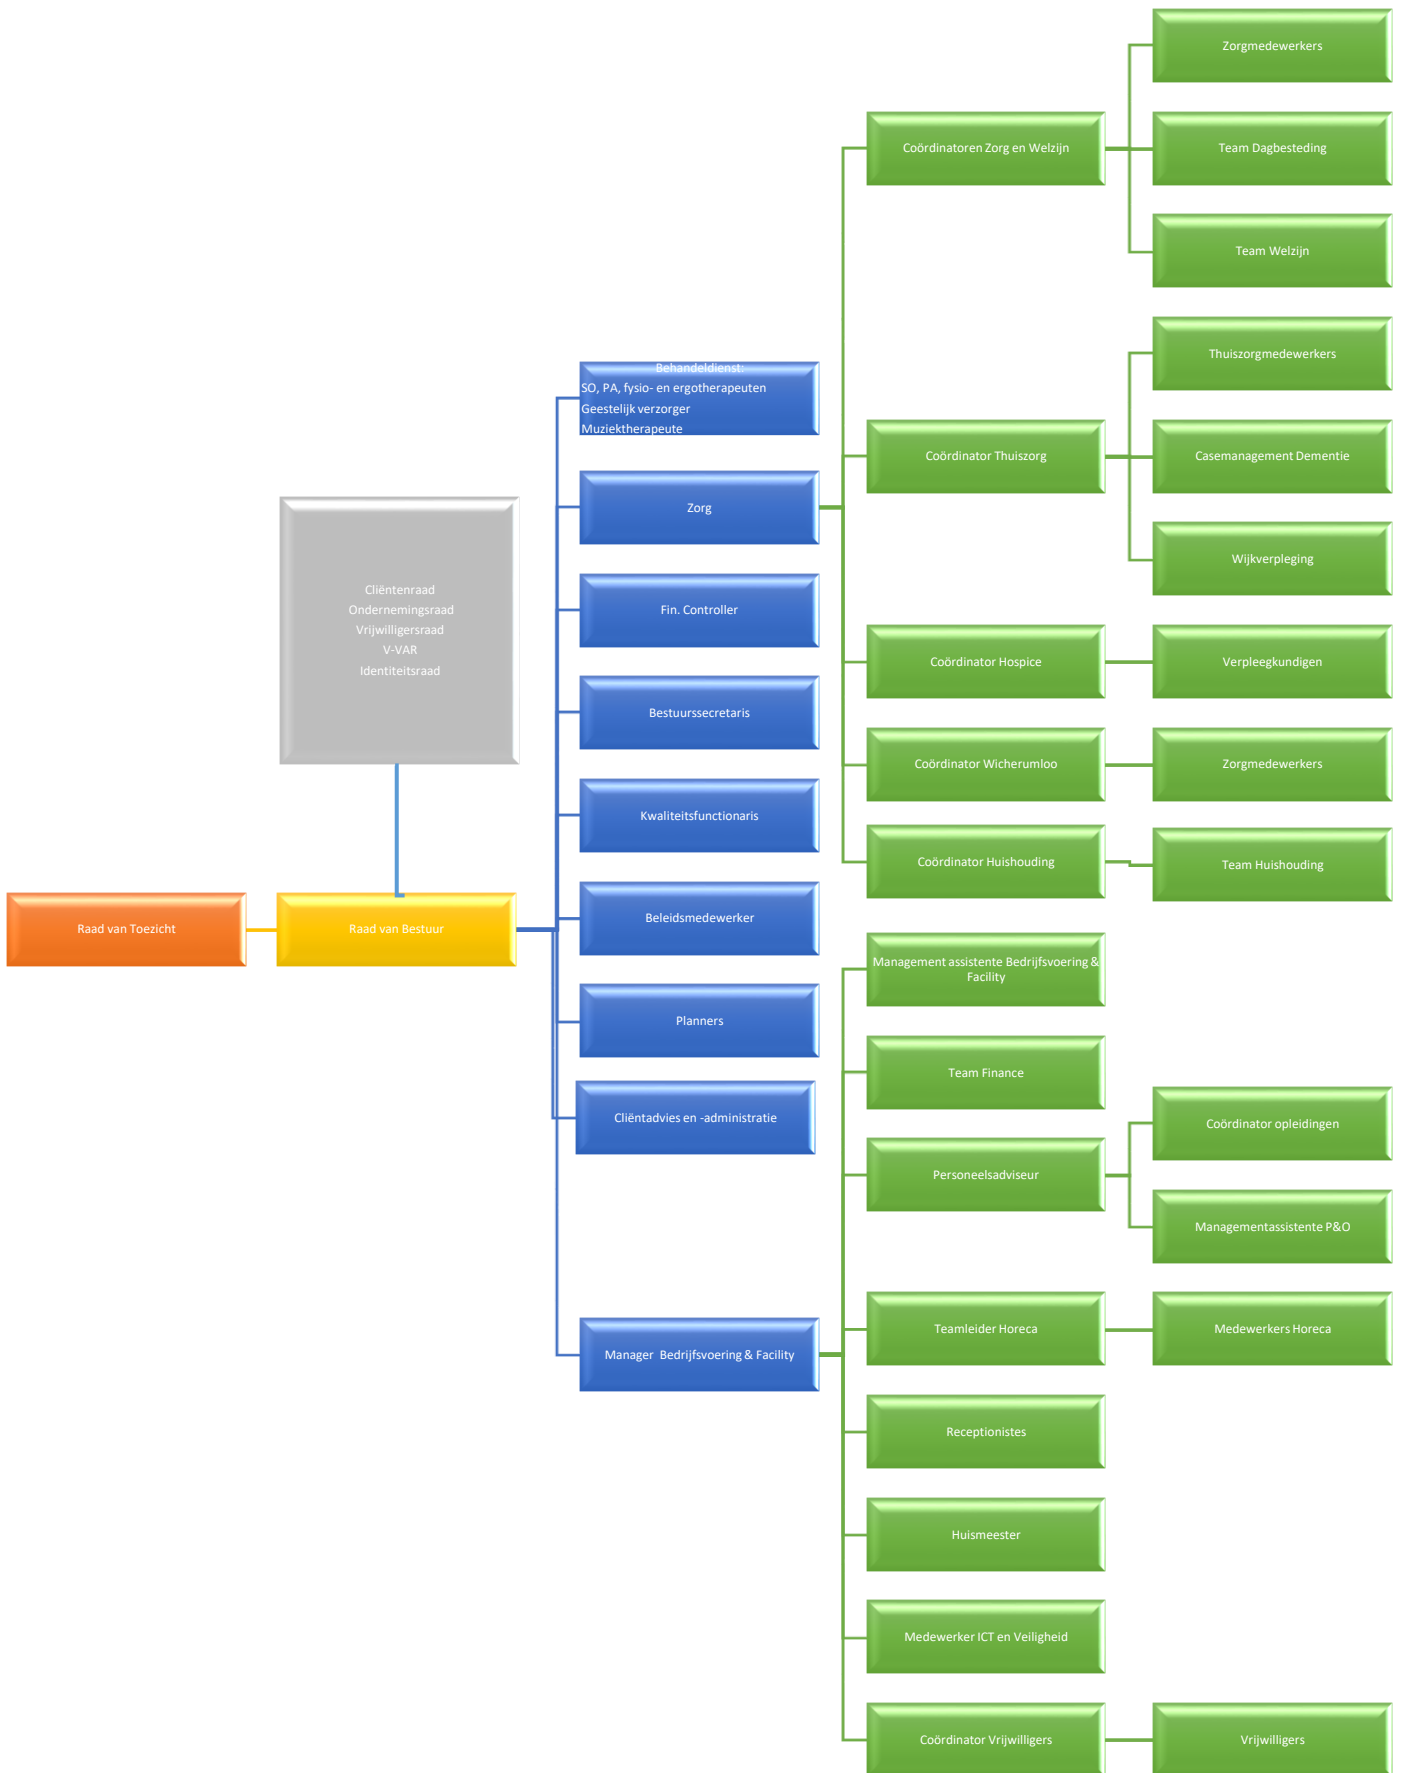 Raad van Toezicht
Raad van Bestuur
Cliëntenraad
Ondernemingsraad
Vrijwilligersraad
V-VAR
Identiteitsraad
Behandeldienst:
SO, PA, fysio- en ergotherapeuten
Geestelijk verzorger
Muziektherapeute
Zorg
Fin. Controller
Bestuurssecretaris
Kwaliteitsfunctionaris
Beleidsmedewerker
Planners
Cliëntadvies en -administratie
Manager Bedrijfsvoering & Facility
Coördinatoren Zorg en Welzijn
Zorgmedewerkers
Team Dagbesteding
Team Welzijn
Coördinator Thuiszorg
Thuiszorgmedewerkers
Casemanagement Dementie
Wijkverpleging
Coördinator Hospice
Verpleegkundigen
Coördinator Wicherumloo
Zorgmedewerkers
Coördinator Huishouding
Team Huishouding
Management assistente Bedrijfsvoering &
Facility
Team Finance
Personeelsadviseur
Coördinator opleidingen
Managementassistente P&O
Teamleider Horeca
Medewerkers Horeca
Receptionistes
Huismeester
Medewerker ICT en Veiligheid
Coördinator Vrijwilligers
Vrijwilligers